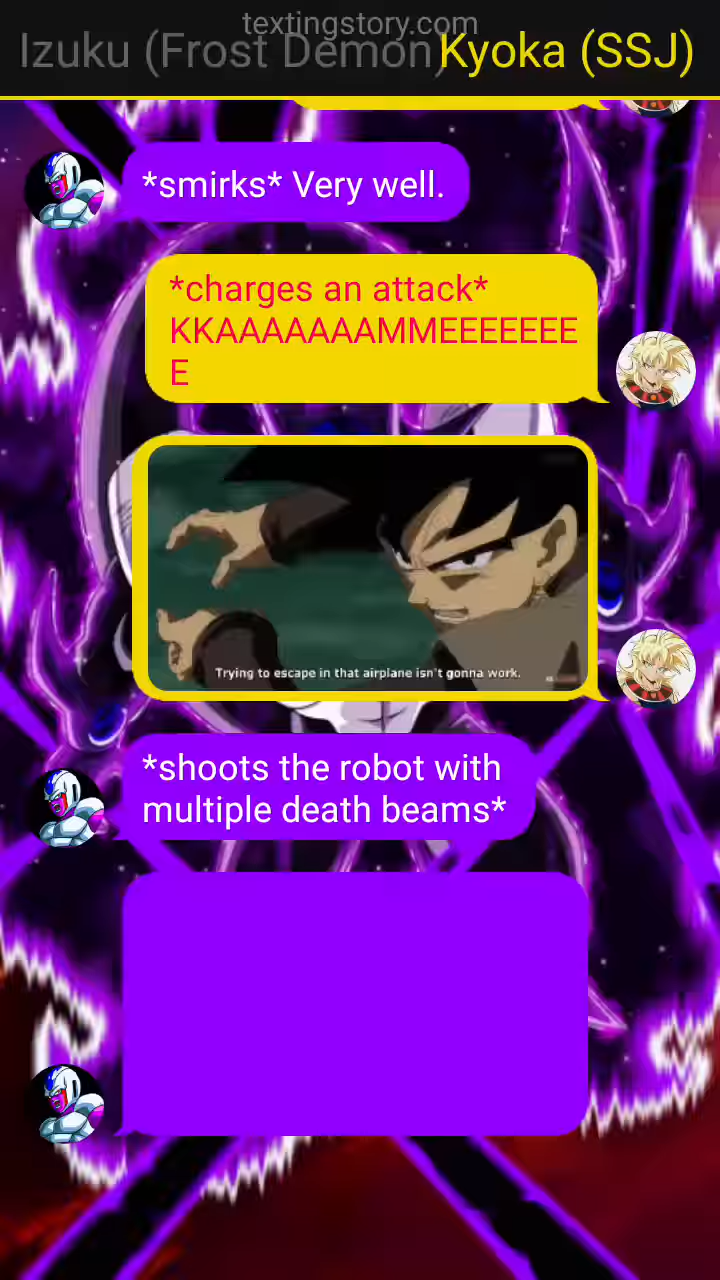 textingstory.com
Izuku (Frost Demon)
Kyoka (SSJ)
*smirks* Very well.
*charges an attack*
KKAAAAAAAMMEEEEEEE
E
Trying to escape in that airplane isn't gonna work.
*shoots the robot with
multiple death beams*